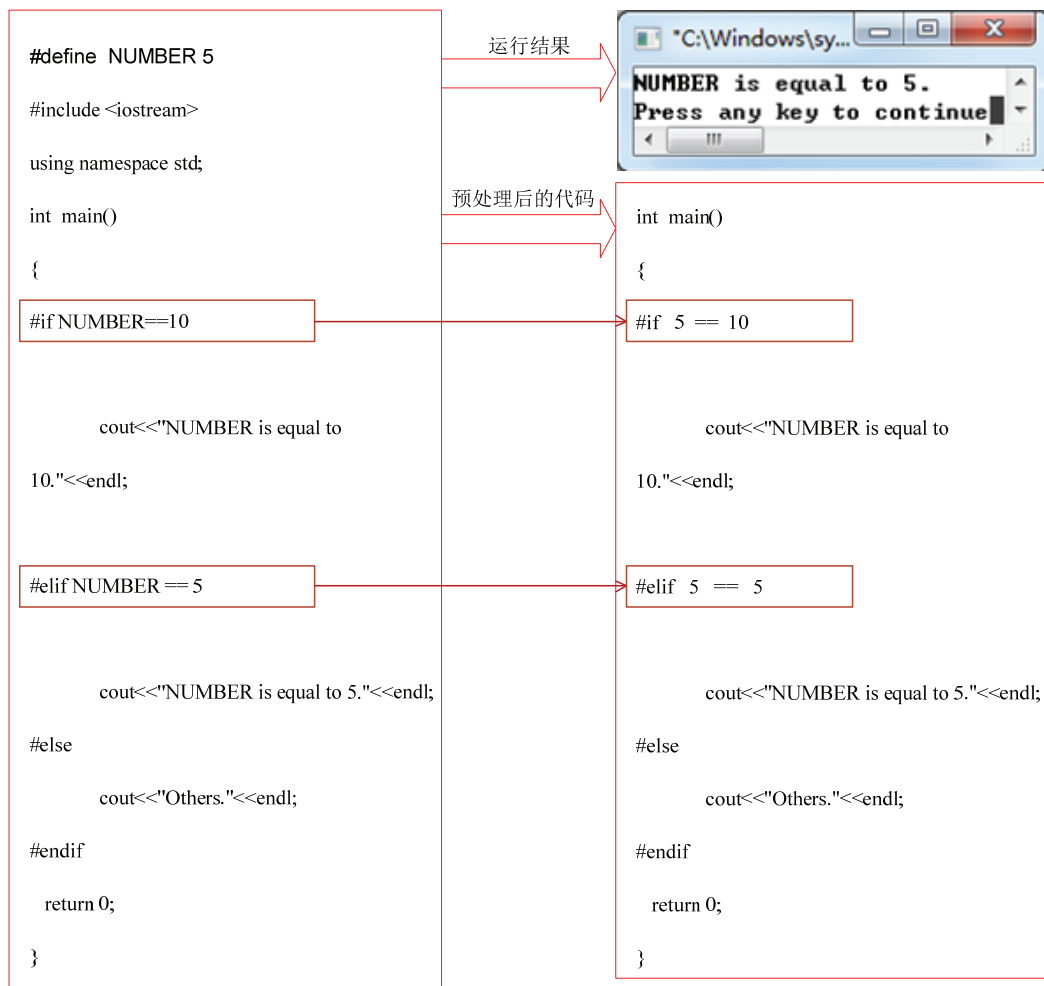 #define NUMBER 5
#include <iostream>
using namespace std;
int main()
{
#if NUMBER==10
cout<<"NUMBER is equal to
10."<<endl;
#elif NUMBER == 5
cout<<"NUMBER is equal to 5."<<endl;
#else
cout<<"Others."<<endl;
#endif
return 0;
}
运行结果
*C:\Windows\sy...
NUMBER is equal to 5.
Press any key to continue
预处理后的代码
int main()
{
#if 5 == 10
cout<<"NUMBER is equal to
10."<<endl;
#elif 5 == 5
cout<<"NUMBER is equal to 5."<<endl;
#else
cout<<"Others."<<endl;
#endif
return 0;
}